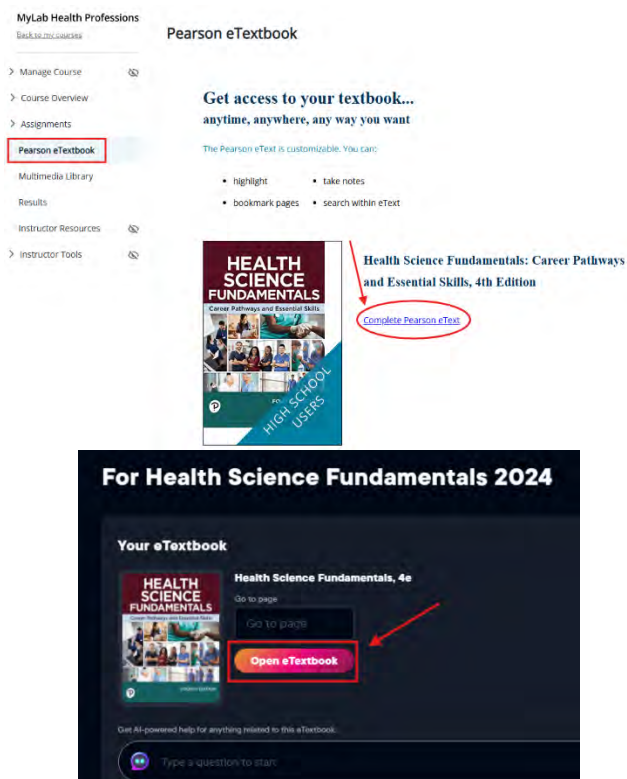 MyLab Health Professions
Back to my courses
Manage Course
Course Overview
Assignments
Pearson eTextbook
Multimedia Library
Results
Instructor Resources
Instructor Tools
Pearson eTextbook
Get access to your textbook...
anytime, anywhere, any way you want
The Pearson eText is customizable. You can:
• highlight • take notes
• bookmark pages • search within eText
HEALTH
SCIENCE
FUNDAMENTALS
Career Pathways and Essential Skills
HIGH SCHOOL
USERS
Health Science Fundamentals: Career Pathways
and Essential Skills, 4th Edition
Complete Pearson eText
For Health Science Fundamentals 2024
Your eTextbook
HEALTH
SCIENCE
FUNDAMENTALS
Career Pathways and Essential Skills
Health Science Fundamentals, 4e
Go to page
Go to page
Open eTextbook
Get AI-powered help for anything related to this eTextbook.
Type a question to start